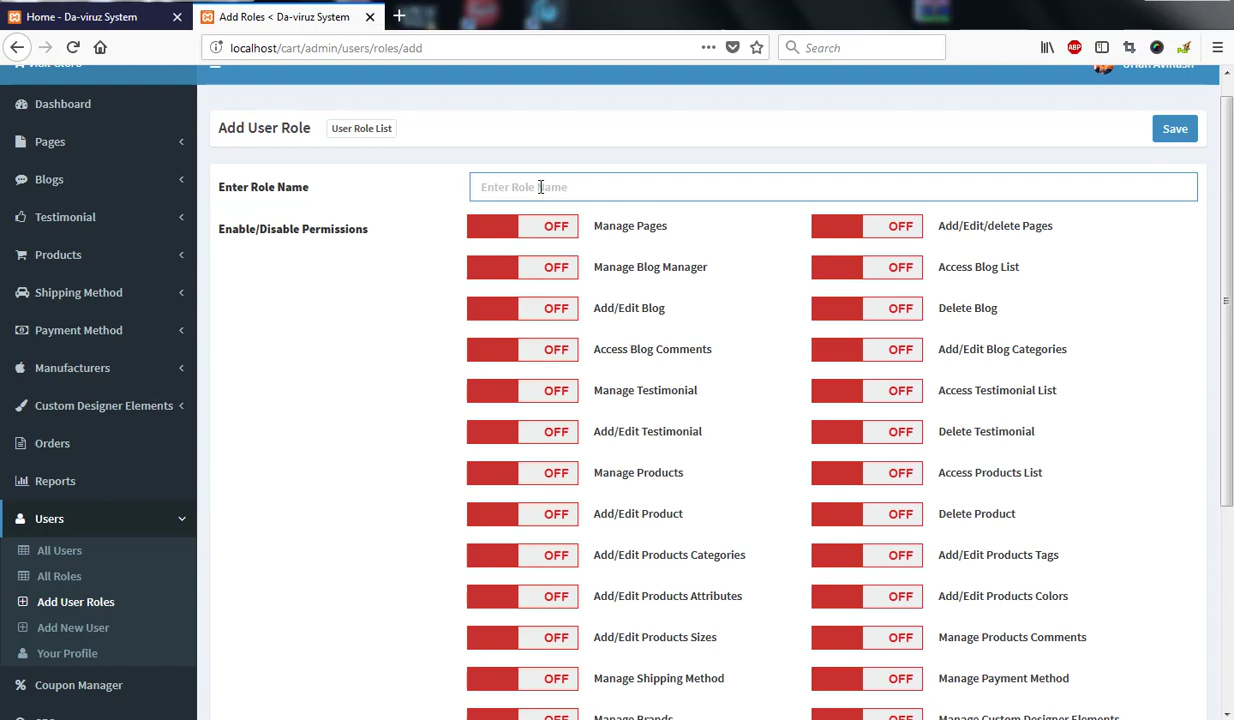 Home - Da-viruz System
Add Roles < Da-viruz System
localhost/cart/admin/users/roles/add
Search
ABP
Dashboard
Pages
Blogs
Testimonial
Products
Shipping Method
Payment Method
Manufacturers
Custom Designer Elements
Orders
Reports
Users
All Users
All Roles
Add User Roles
Add New User
Your Profile
Coupon Manager
Add User Role
User Role List
Save
Enter Role Name
Enter Role Name
Enable/Disable Permissions
OFF Manage Pages
OFF Add/Edit/delete Pages
OFF Manage Blog Manager
OFF Access Blog List
OFF Add/Edit Blog
OFF Delete Blog
OFF Access Blog Comments
OFF Add/Edit Blog Categories
OFF Manage Testimonial
OFF Access Testimonial List
OFF Add/Edit Testimonial
OFF Delete Testimonial
OFF Manage Products
OFF Access Products List
OFF Add/Edit Product
OFF Delete Product
OFF Add/Edit Products Categories
OFF Add/Edit Products Tags
OFF Add/Edit Products Attributes
OFF Add/Edit Products Colors
OFF Add/Edit Products Sizes
OFF Manage Products Comments
OFF Manage Shipping Method
OFF Manage Payment Method
Manage Brands
Manage Custom Designer Elements